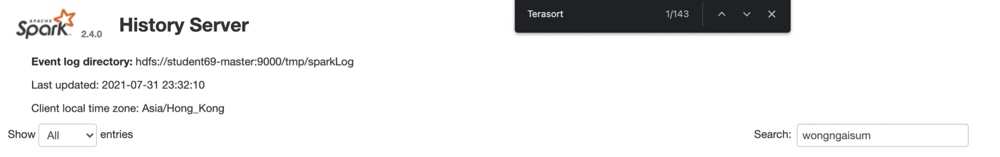 Terasort 1/143
APACHE
Spark 2.4.0 History Server
Event log directory: hdfs://student69-master:9000/tmp/sparkLog
Last updated: 2021-07-31 23:32:10
Client local time zone: Asia/Hong_Kong
Show All entries Search: wongngaisum